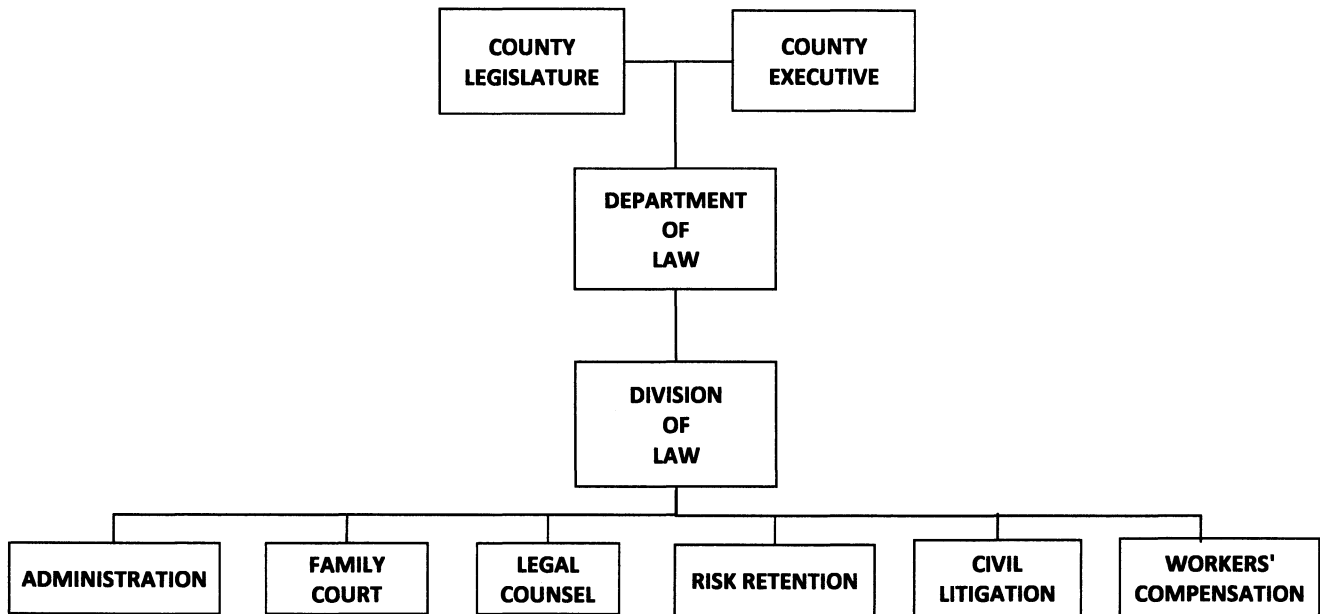 COUNTY
LEGISLATURE
COUNTY
EXECUTIVE
DEPARTMENT
OF
LAW
DIVISION
OF
LAW
ADMINISTRATION
FAMILY
COURT
LEGAL
COUNSEL
RISK RETENTION
CIVIL
LITIGATION
WORKERS'
COMPENSATION